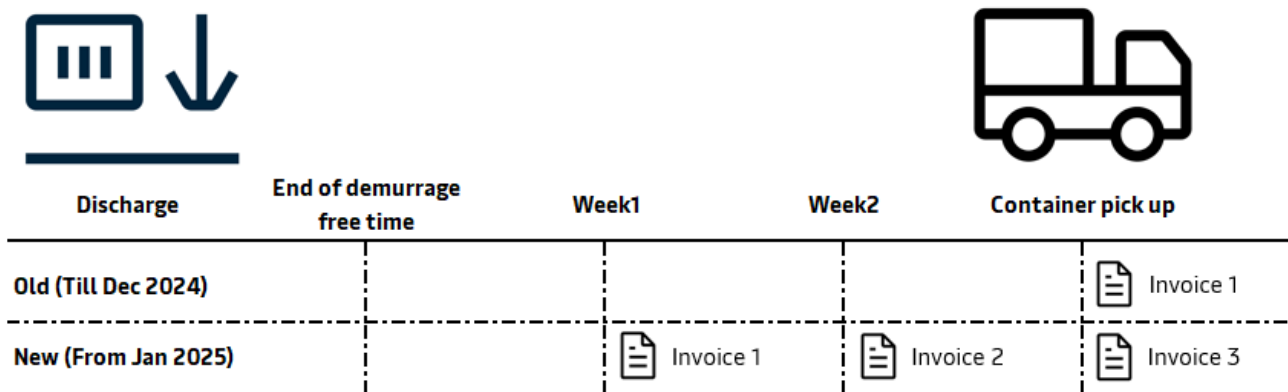 Discharge
End of demurrage
free time
Week1
Week2
Container pick up
Old (Till Dec 2024)
Invoice 1
New (From Jan 2025)
Invoice 1
Invoice 2
Invoice 3